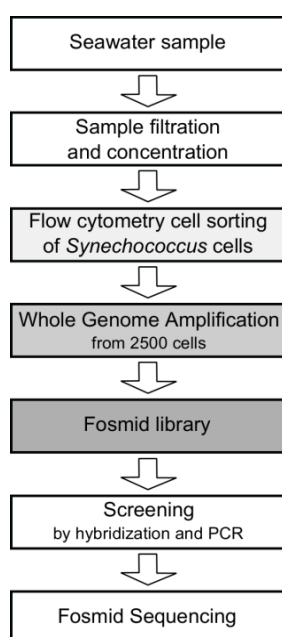 Seawater sample
Sample filtration
and concentration
Flow cytometry cell sorting
of Synechococcus cells
Whole Genome Amplification
from 2500 cells
Fosmid library
Screening
by hybridization and PCR
Fosmid Sequencing